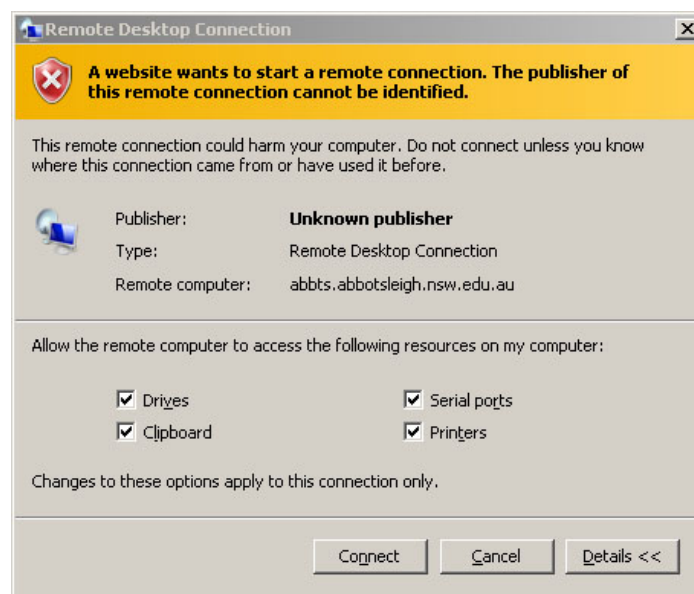 Remote Desktop Connection
A website wants to start a remote connection. The publisher of
this remote connection cannot be identified.
This remote connection could harm your computer. Do not connect unless you know
where this connection came from or have used it before.
Publisher: Unknown publisher
Type: Remote Desktop Connection
Remote computer: abbts.abbotsleigh.nsw.edu.au
Allow the remote computer to access the following resources on my computer:
Drives Serial ports
Clipboard Printers
Changes to these options apply to this connection only.
Connect Cancel Details <<